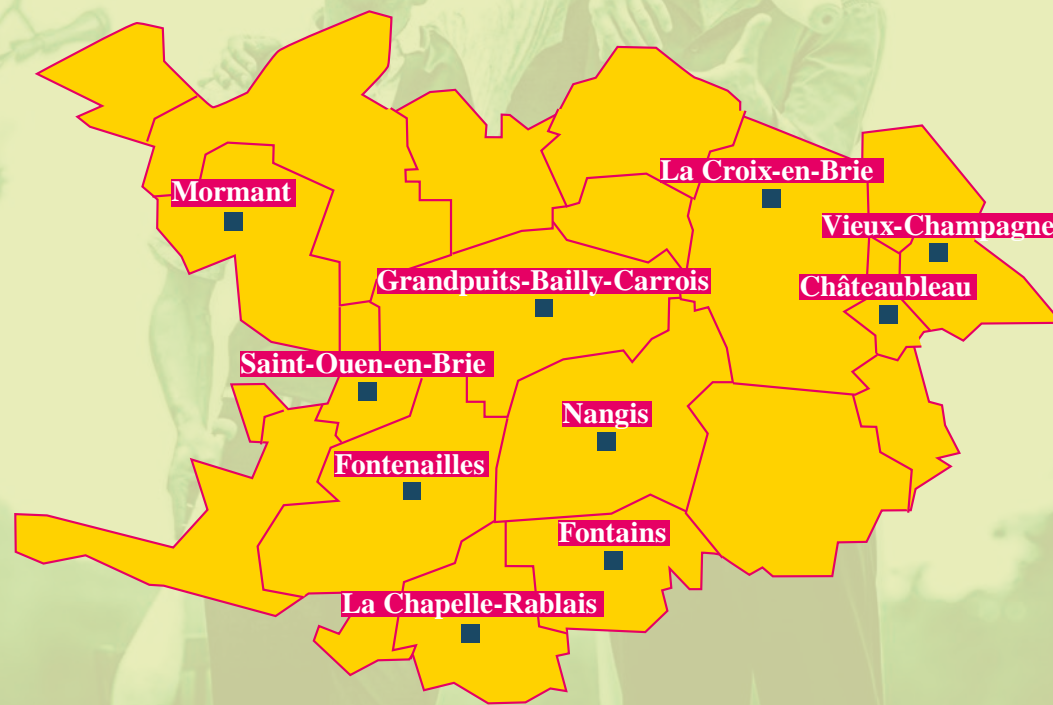 La Croix-en-Brie
Mormant
Vieux-Champagne
Grandpuits-Bailly-Carrois
Châteaubleau
Saint-Ouen-en-Brie
Nangis
Fontenailles
Fontains
La Chapelle-Rablais